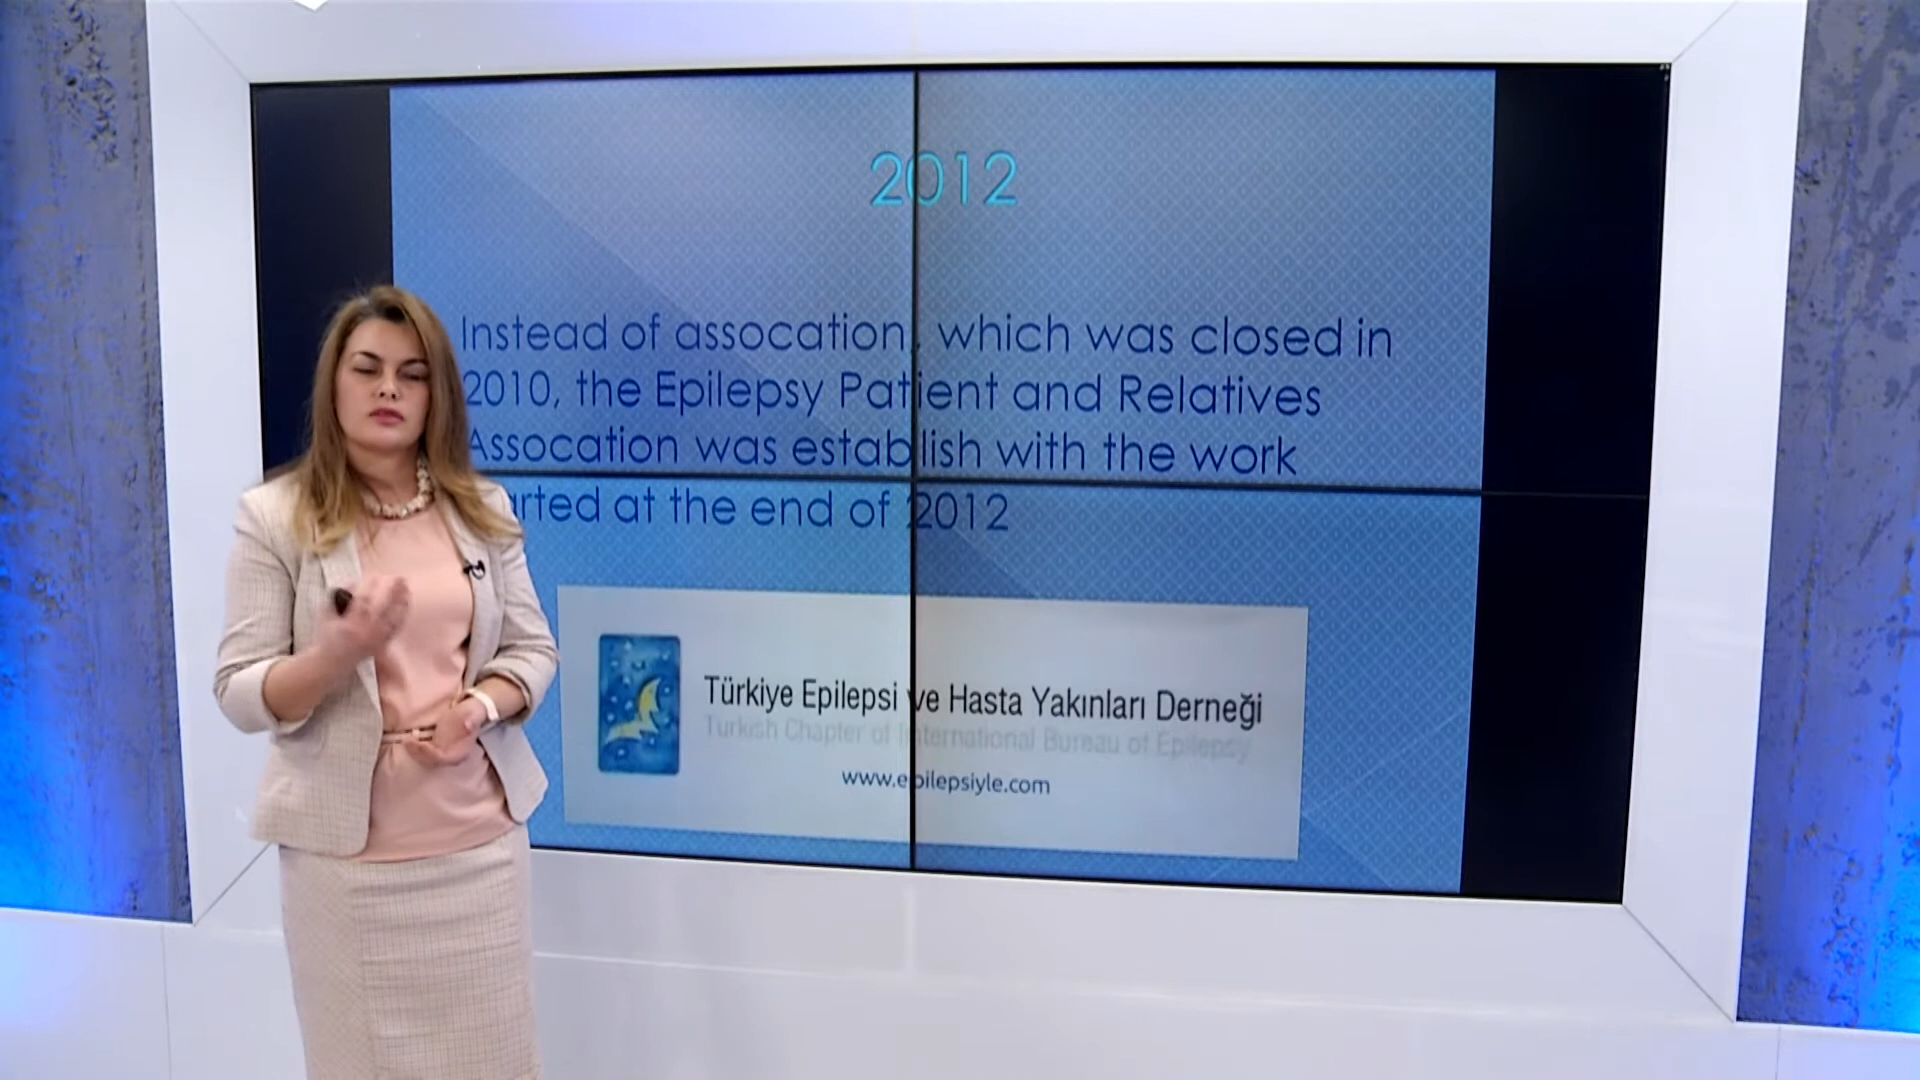 2012
Instead of assocation, which was closed in
2010, the Epilepsy Patient and Relatives
Assocation was establish with the work
arted at the end of 2012
Türkiye Epilepsi ve Hasta Yakınları Derneği
Turkish Chapter of International Bureau of Epilepsy
www.epilepsiyle.com